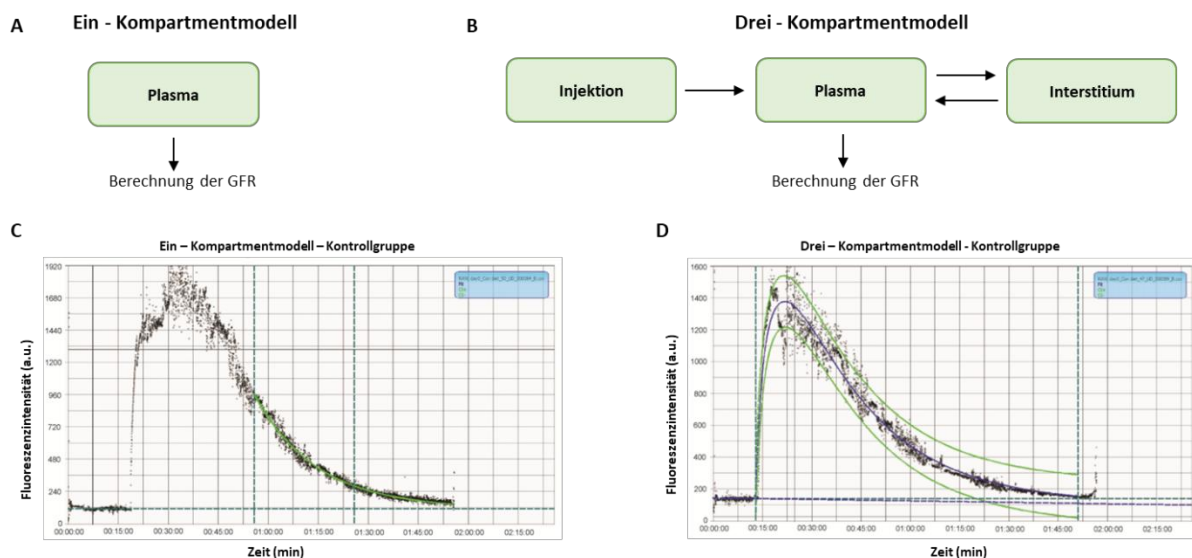 A
Ein - Kompartmentmodell
Plasma
Berechnung der GFR
B
Drei - Kompartmentmodell
Injektion
Plasma
Interstitium
Berechnung der GFR
C
Ein – Kompartmentmodell – Kontrollgruppe
Fluoreszenzintensität (a.u.)
1920
1680
1440
1200
960
720
480
240
0
00:00:00 00:15:00 00:30:00 00:45:00 01:00:00 01:15:00 01:30:00 01:45:00 02:00:00 02:15:00
Zeit (min)
D
Drei – Kompartmentmodell - Kontrollgruppe
Fluoreszenzintensität (a.u.)
1600
1400
1200
1000
800
600
400
200
0
00:00:00 00:15:00 00:30:00 00:45:00 01:00:00 01:15:00 01:30:00 01:45:00 02:00:00 02:15:00
Zeit (min)